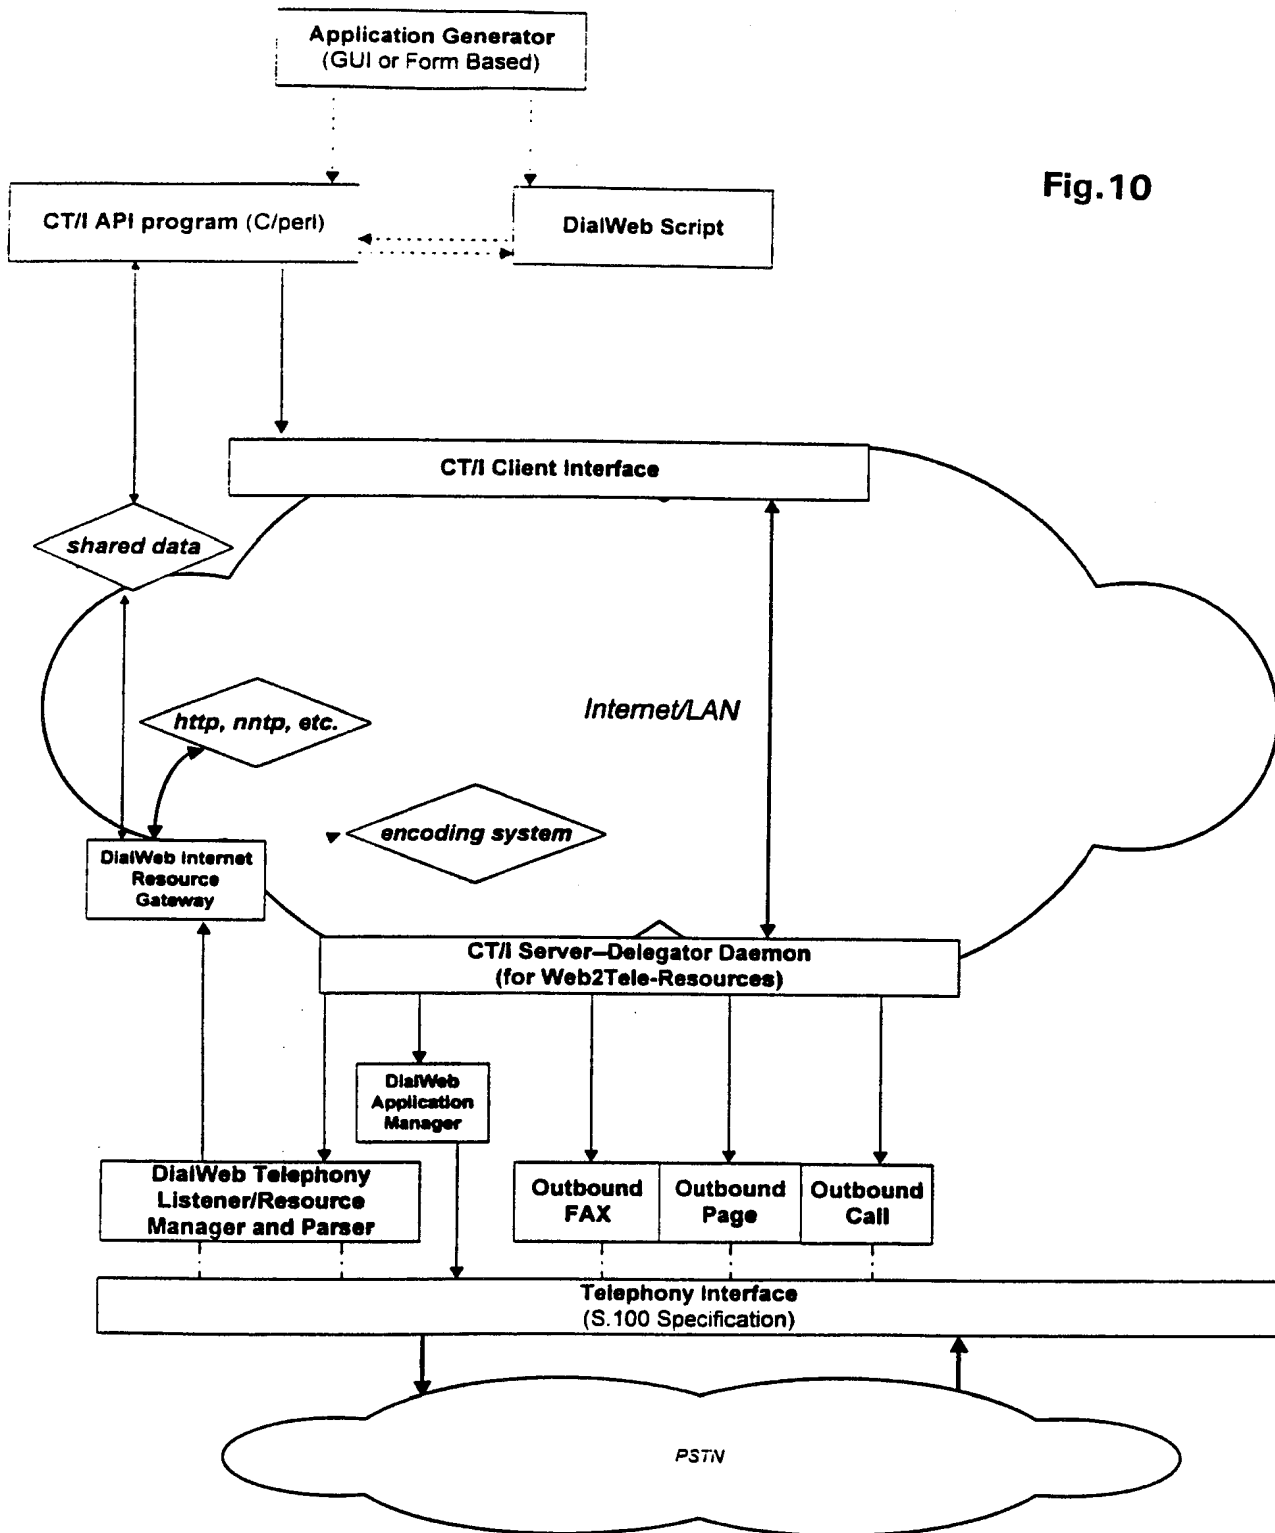 Application Generator
(GUI or Form Based)
Fig.10
CT/I API program (C/perl)
DialWeb Script
CT/I Client Interface
shared data
http, nntp, etc.
Internet/LAN
encoding system
DialWeb Internet
Resource
Gateway
CT/I Server–Delegator Daemon
(for Web2Tele-Resources)
DialWeb
Application
Manager
DialWeb Telephony
Listener/Resource
Manager and Parser
Outbound
FAX
Outbound
Page
Outbound
Call
Telephony Interface
(S.100 Specification)
PSTN